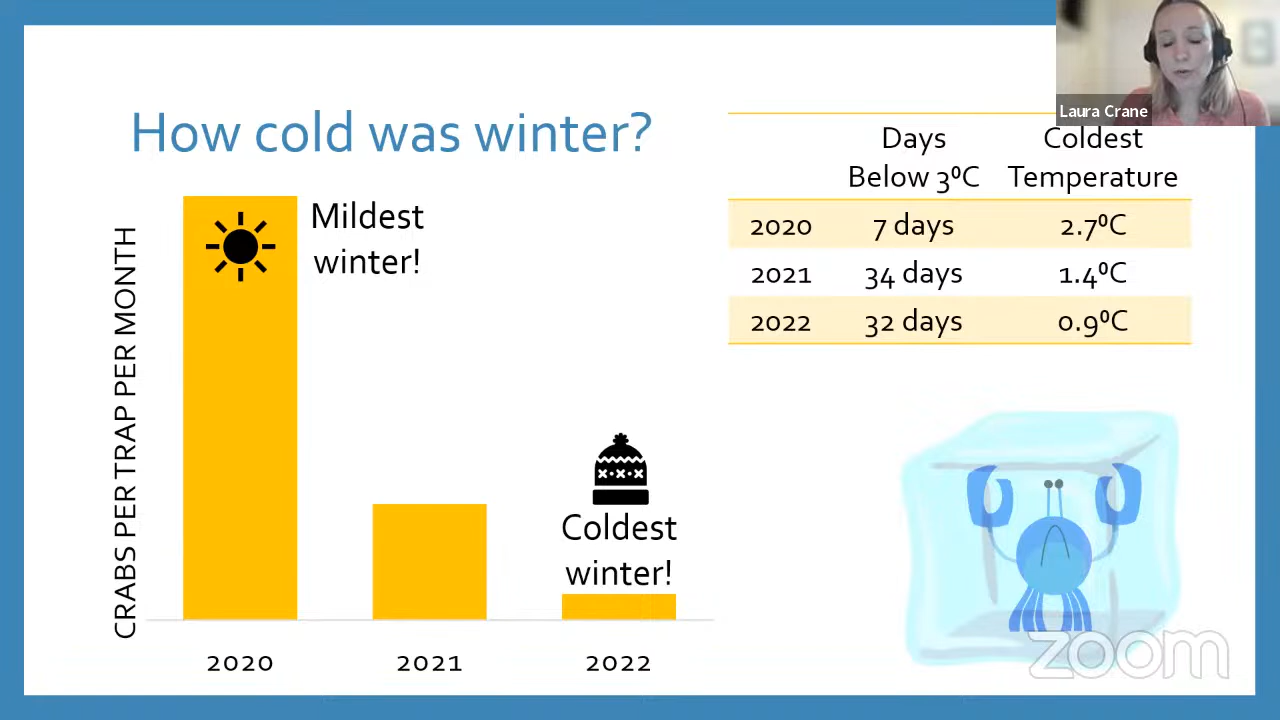 Laura Crane
How cold was winter?
Days
Below 3⁰C
Coldest
Temperature
2020 7 days 2.7⁰C
2021 34 days 1.4⁰C
2022 32 days 0.9⁰C
CRABS PER TRAP PER MONTH
Mildest
winter!
Coldest
winter!
2020 2021 2022
zoom